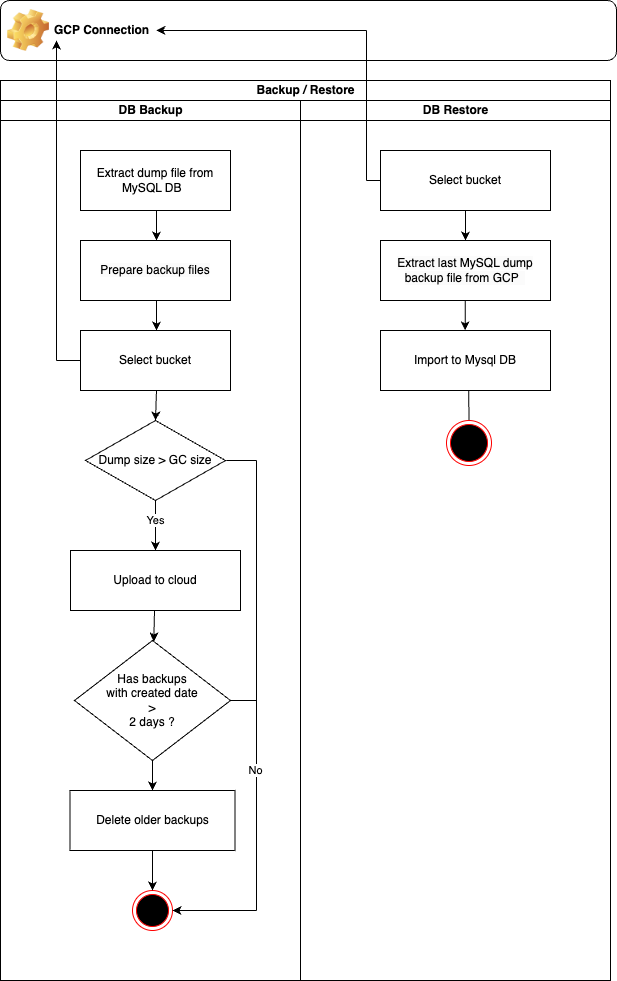 GCP Connection
Backup / Restore
DB Backup
DB Restore
Extract dump file from
MySQL DB
Prepare backup files
Select bucket
Dump size > GC size
Yes
Upload to cloud
Has backups
with created date
>
2 days ?
No
Delete older backups
Select bucket
Extract last MySQL dump
backup file from GCP
Import to Mysql DB